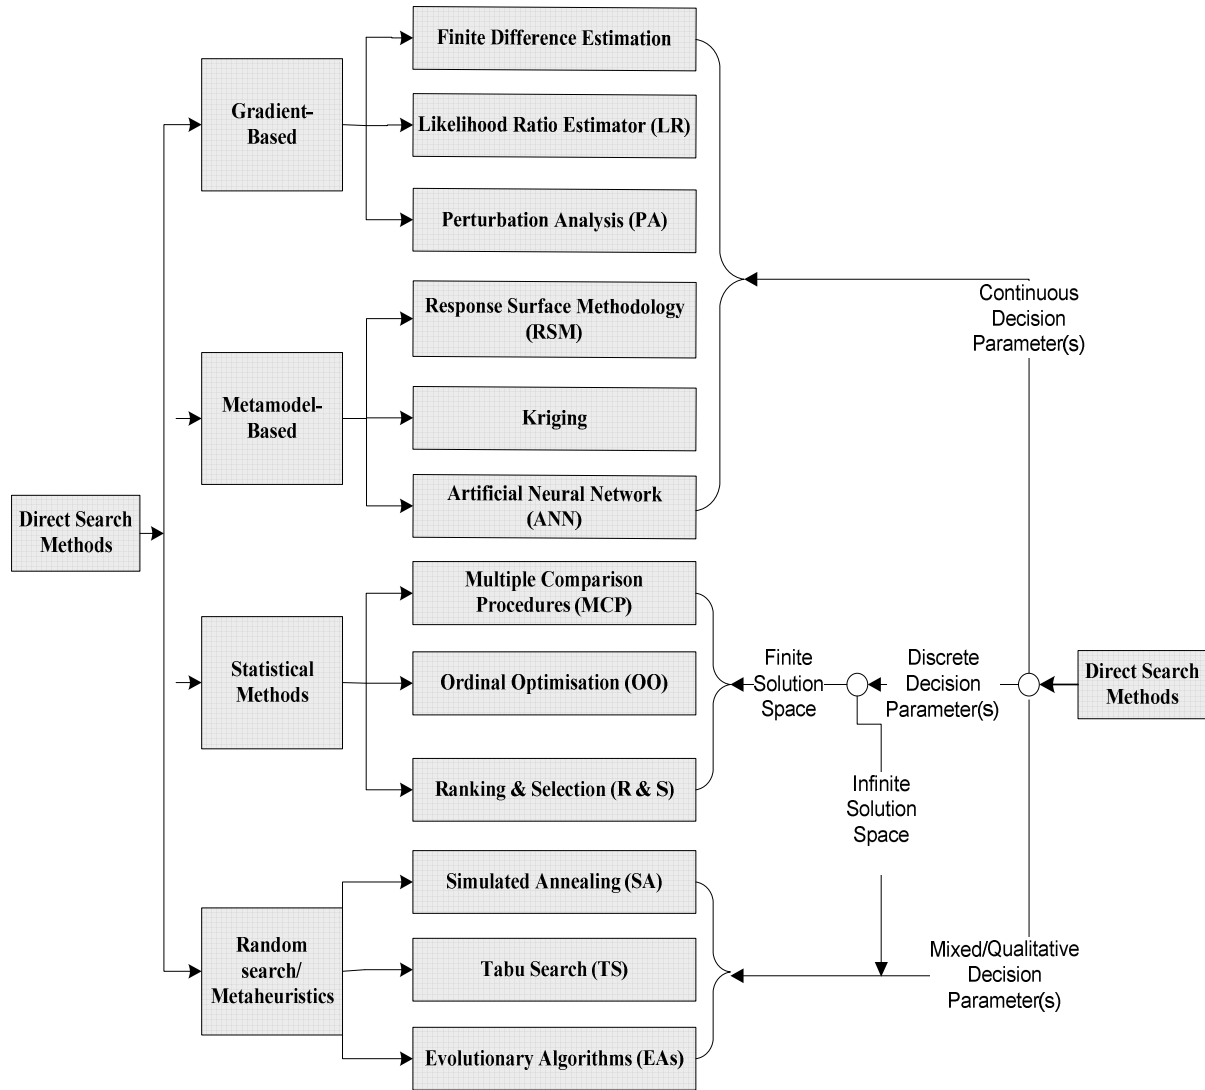 Finite Difference Estimation
Gradient-
Based
Likelihood Ratio Estimator (LR)
Perturbation Analysis (PA)
Continuous
Decision
Parameter(s)
Response Surface Methodology
(RSM)
Metamodel-
Based
Kriging
Artificial Neural Network
(ANN)
Direct Search
Methods
Multiple Comparison
Procedures (MCP)
Statistical
Methods
Ordinal Optimisation (OO)
Finite
Solution
Space
Discrete
Decision
Parameter(s)
Direct Search
Methods
Ranking & Selection (R & S)
Infinite
Solution
Space
Simulated Annealing (SA)
Random
search/
Metaheuristics
Tabu Search (TS)
Mixed/Qualitative
Decision
Parameter(s)
Evolutionary Algorithms (EAs)